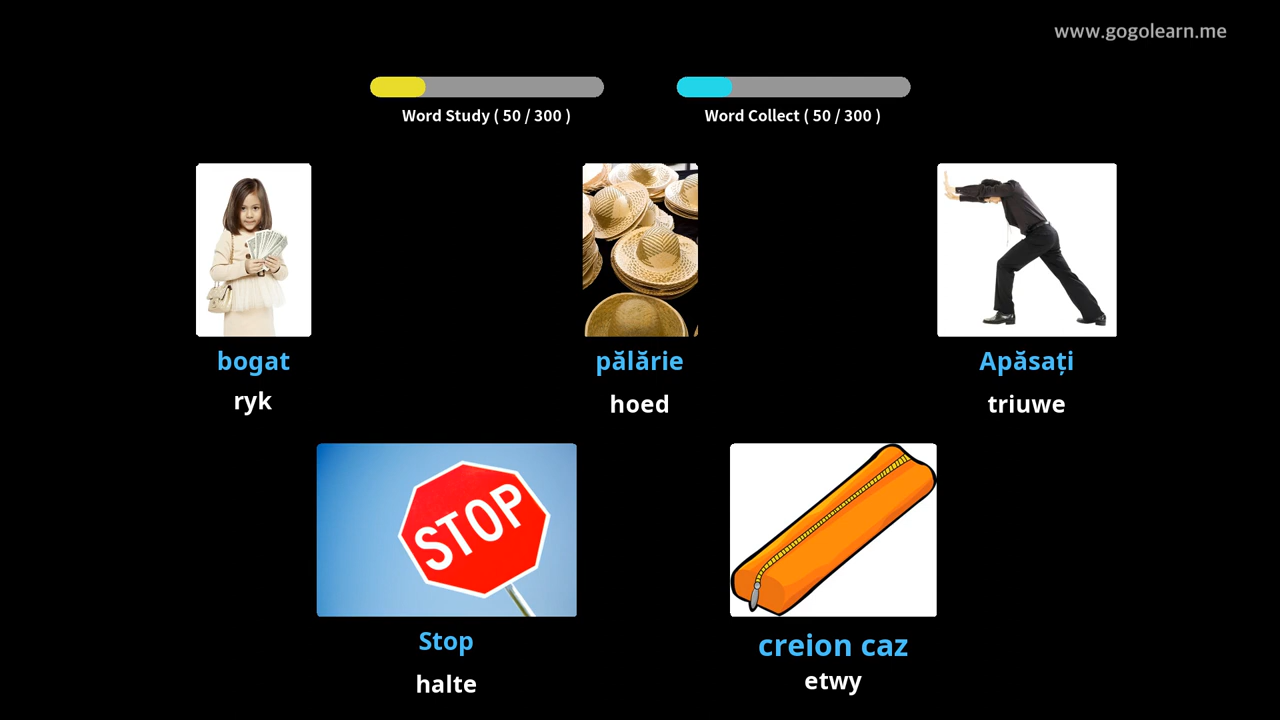 www.gogolearn.me
Word Study ( 50 / 300 )
Word Collect ( 50 / 300 )
bogat
ryk
pălărie
hoed
Apăsați
triuwe
STOP
Stop
halte
creion caz
etwy